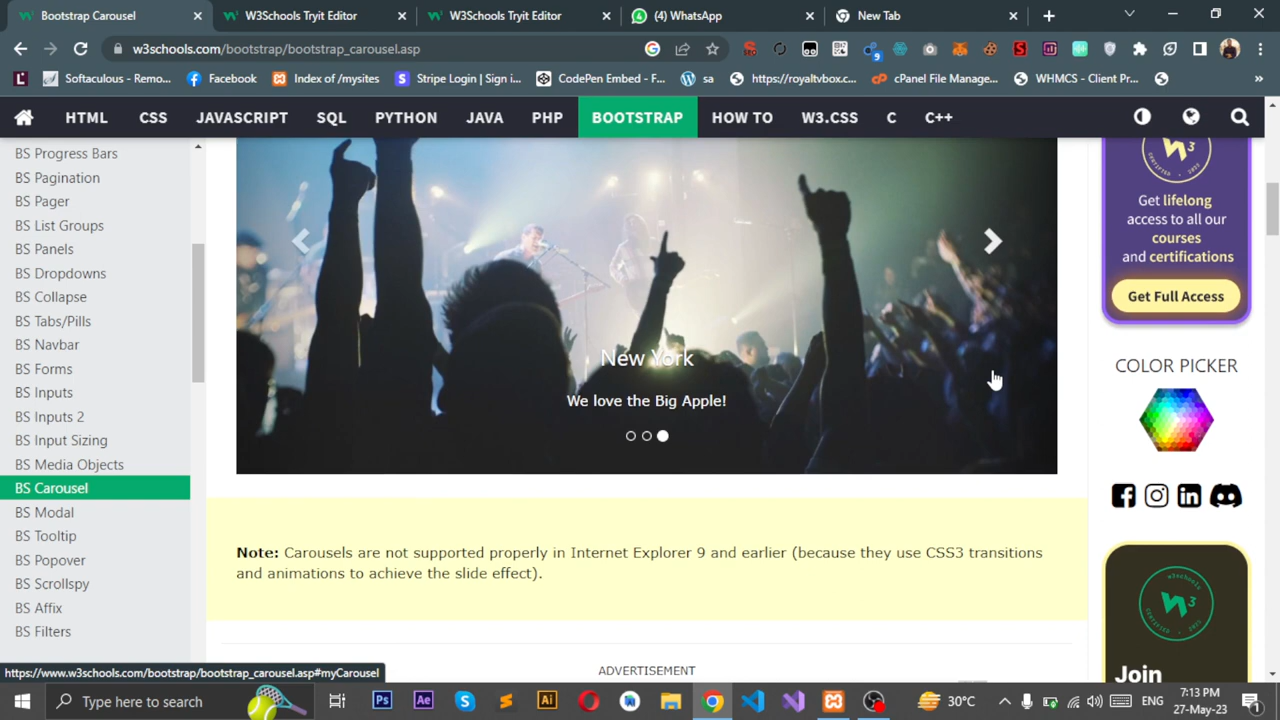 Bootstrap Carousel
W3Schools Tryit Editor
W3Schools Tryit Editor
(4) WhatsApp
New Tab
w3schools.com/bootstrap/bootstrap_carousel.asp
9
Softaculous - Remo...
Facebook
Index of /mysites
Stripe Login | Sign i...
CodePen Embed - F...
sa
https://royaltvbox.c...
cPanel File Manage...
WHMCS - Client Pr...
HTML
CSS
JAVASCRIPT
SQL
PYTHON
JAVA
PHP
BOOTSTRAP
HOW TO
W3.CSS
C
C++
BS Progress Bars
BS Pagination
BS Pager
BS List Groups
BS Panels
BS Dropdowns
BS Collapse
BS Tabs/Pills
BS Navbar
BS Forms
BS Inputs
BS Inputs 2
BS Input Sizing
BS Media Objects
BS Carousel
BS Modal
BS Tooltip
BS Popover
BS Scrollspy
BS Affix
BS Filters
New York
We love the Big Apple!
Note: Carousels are not supported properly in Internet Explorer 9 and earlier (because they use CSS3 transitions
and animations to achieve the slide effect).
ADVERTISEMENT
Get lifelong
access to all our
courses
and certifications
Get Full Access
COLOR PICKER
Join
https://www.w3schools.com/bootstrap/bootstrap_carousel.asp#myCarousel
Type here to search
Ps
Ae
Ai
30°C
ENG
7:13 PM
27-May-23
1